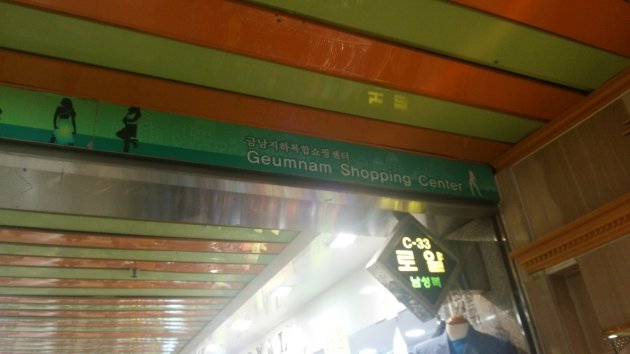 금남지하복합쇼핑센터
Geumnam Shopping Center
C-33
로얄
남성복